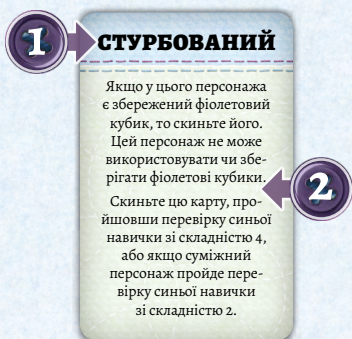 1
СТУРБОВАНИЙ
Якщо у цього персонажа
є збережений фіолетовий
кубик, то скиньте його.
Цей персонаж не може
використовувати чи збе-
рігати фіолетові кубики.
2
Скиньте цю карту, про-
йшовши перевірку синьої
навички зі складністю 4,
або якщо суміжний
персонаж пройде пере-
вірку синьої навички
зі складністю 2.